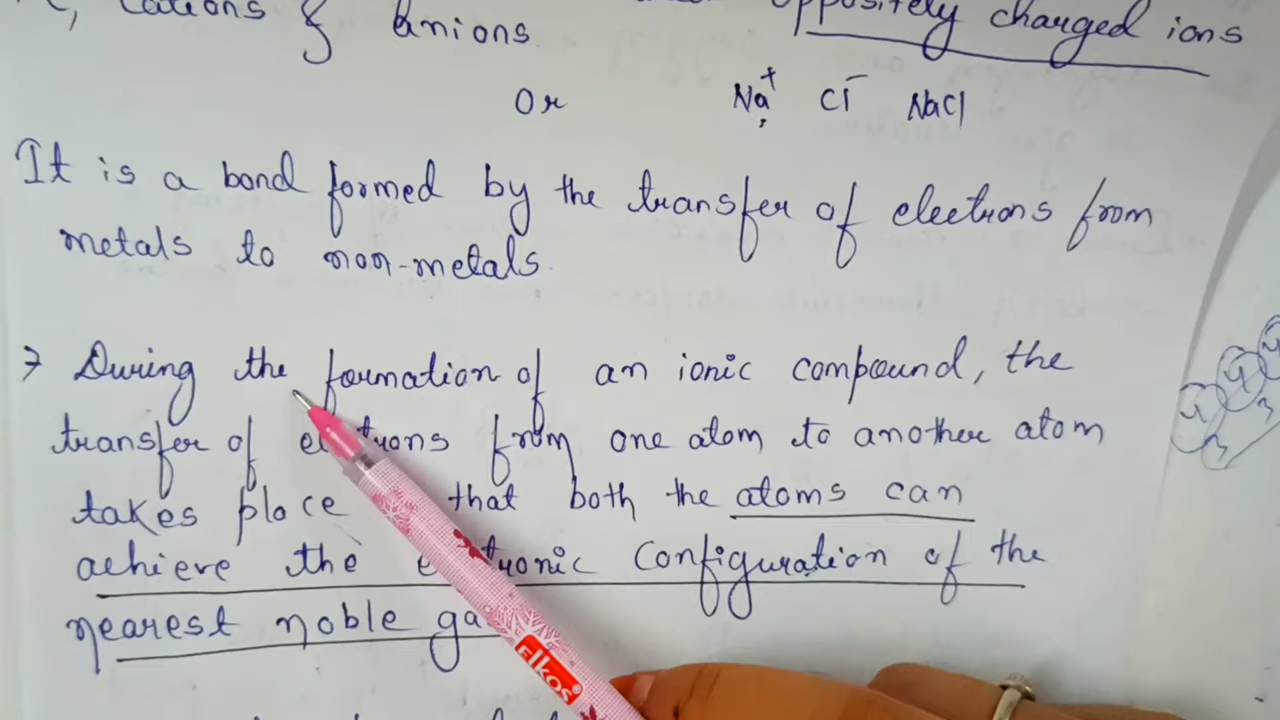 cations & Anions oppositely charged ions
Or Na⁺ Cl⁻ NaCl
It is a bond formed by the transfer of electrons from
metals to non-metals.
During the formation of an ionic compound, the
transfer of electrons from one atom to another atom
takes place that both the atoms can
achieve the electronic configuration of the
nearest noble ga
Elkos